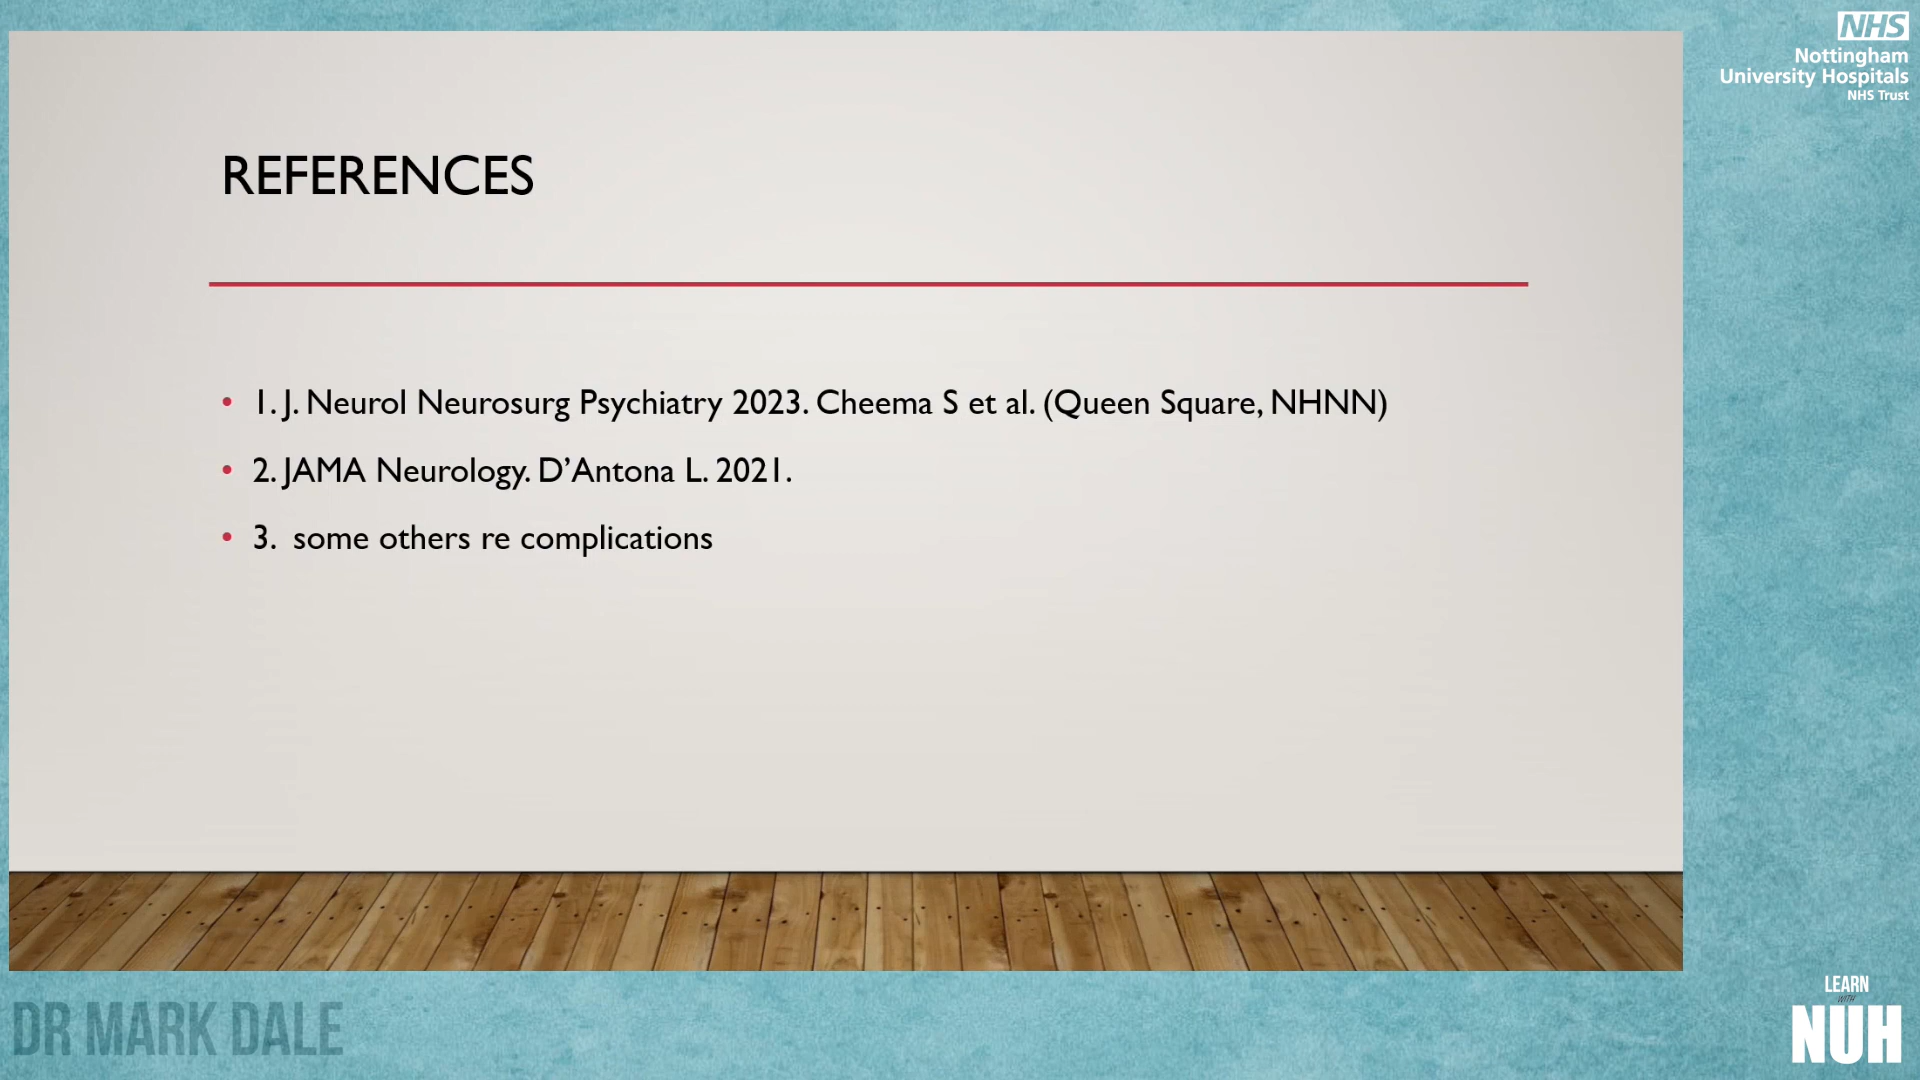 NHS
Nottingham
University Hospitals
NHS Trust
REFERENCES
• 1. J. Neurol Neurosurg Psychiatry 2023. Cheema S et al. (Queen Square, NHNN)
• 2. JAMA Neurology. D’Antona L. 2021.
• 3. some others re complications
DR MARK DALE
LEARN
WITH
NUH